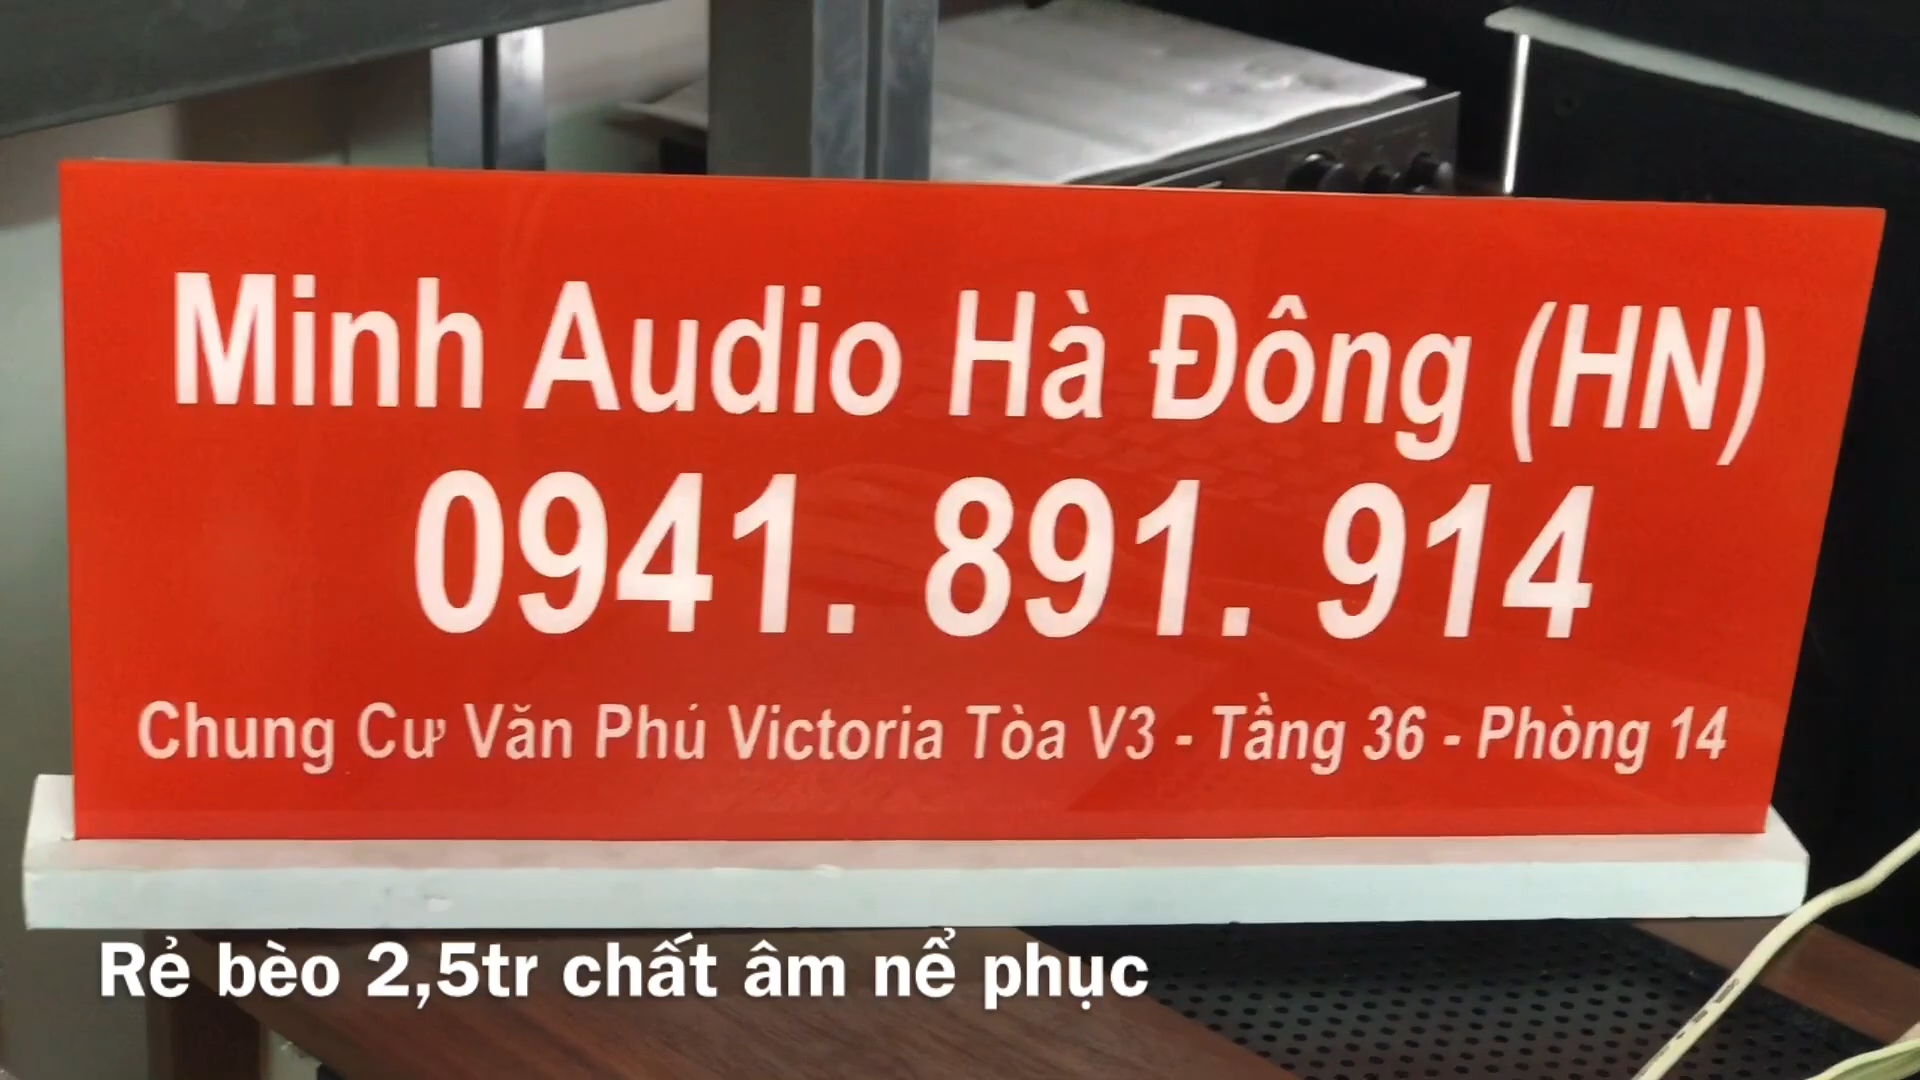 Minh Audio Hà Đông (HN)
0941. 891. 914
Chung Cư Văn Phú Victoria Tòa V3 - Tầng 36 - Phòng 14
Rẻ bèo 2,5tr chất âm nể phục